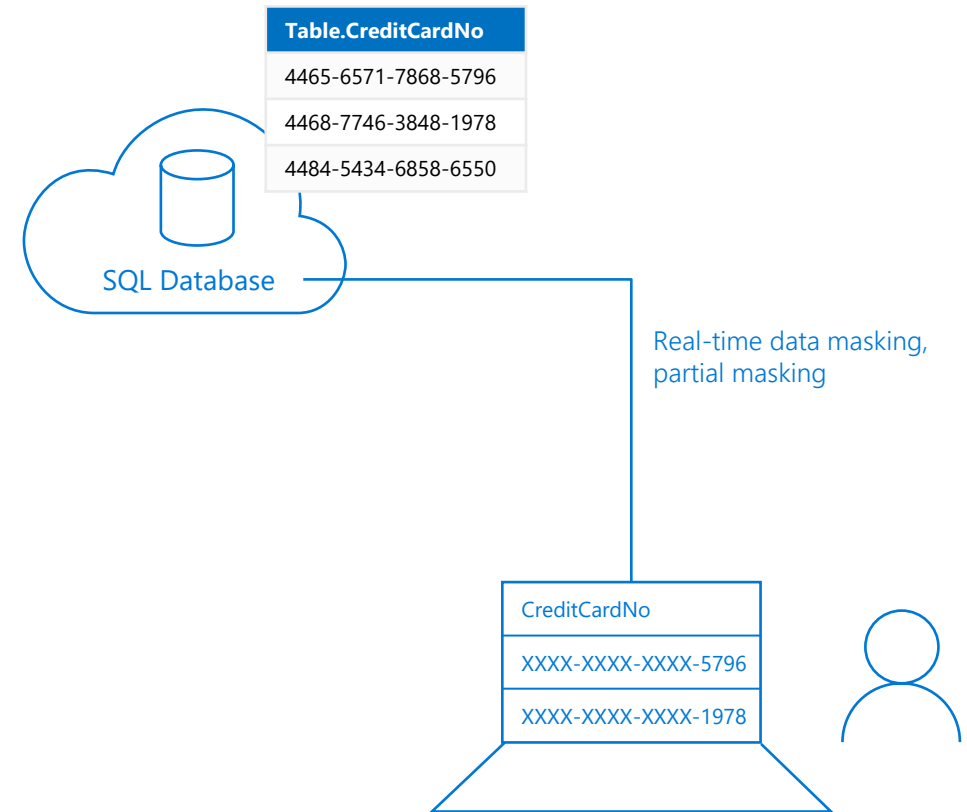 Table.CreditCardNo
4465-6571-7868-5796
4468-7746-3848-1978
4484-5434-6858-6550
SQL Database
Real-time data masking,
partial masking
CreditCardNo
XXXX-XXXX-XXXX-5796
XXXX-XXXX-XXXX-1978